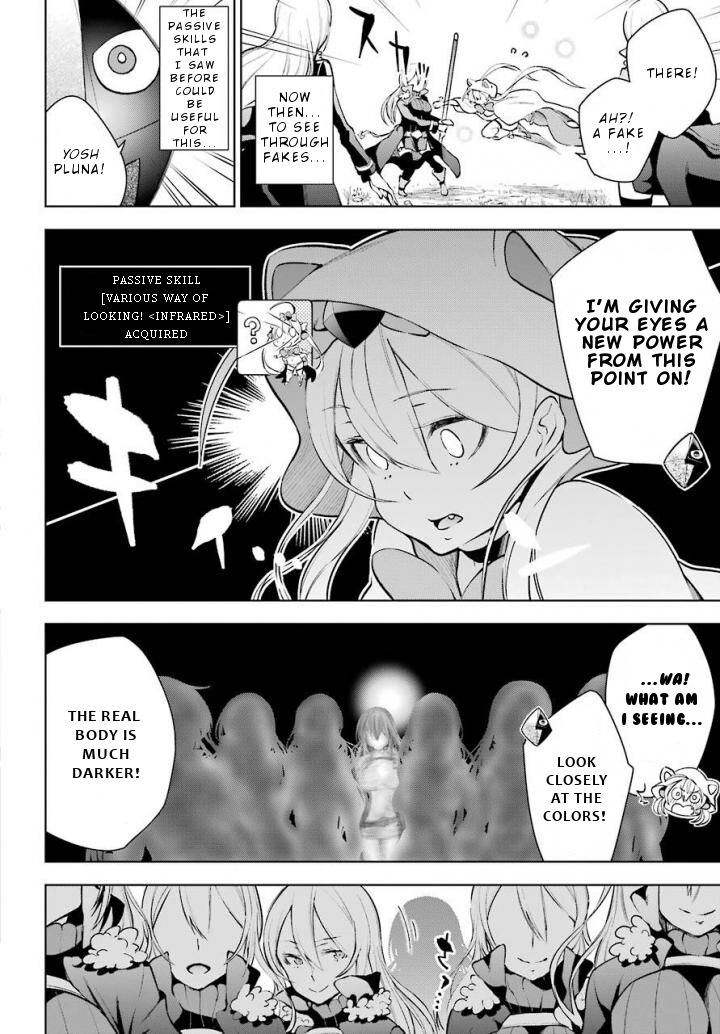 THERE!
AH?!
A FAKE
...!
スカ
NOW
THEN...
TO SEE
THROUGH
FAKES...
THE
PASSIVE
SKILLS
THAT
I SAW
BEFORE
COULD
BE
USEFUL
FOR
THIS...
YOSH
PLUNA!
I'M GIVING
YOUR EYES A
NEW POWER
FROM THIS
POINT ON!
PASSIVE SKILL
[VARIOUS WAY OF
LOOKING! <INFRARED>]
ACQUIRED
?
...WA!
WHAT AM
I SEEING...
LOOK
CLOSELY
AT THE
COLORS!
THE REAL
BODY IS
MUCH
DARKER!